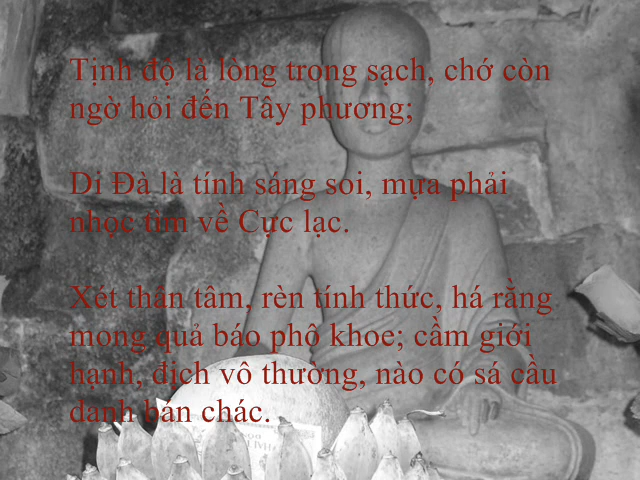 Tịnh độ là lòng trong sạch, chớ còn
ngờ hỏi đến Tây phương;
Di Đà là tính sáng soi, mựa phải
nhọc tìm về Cực lạc.
Xét thân tâm, rèn tính thức, há rằng
mong quả báo phô khoe; cầm giới
hạnh, địch vô thường, nào có sá cầu
danh bán chác.